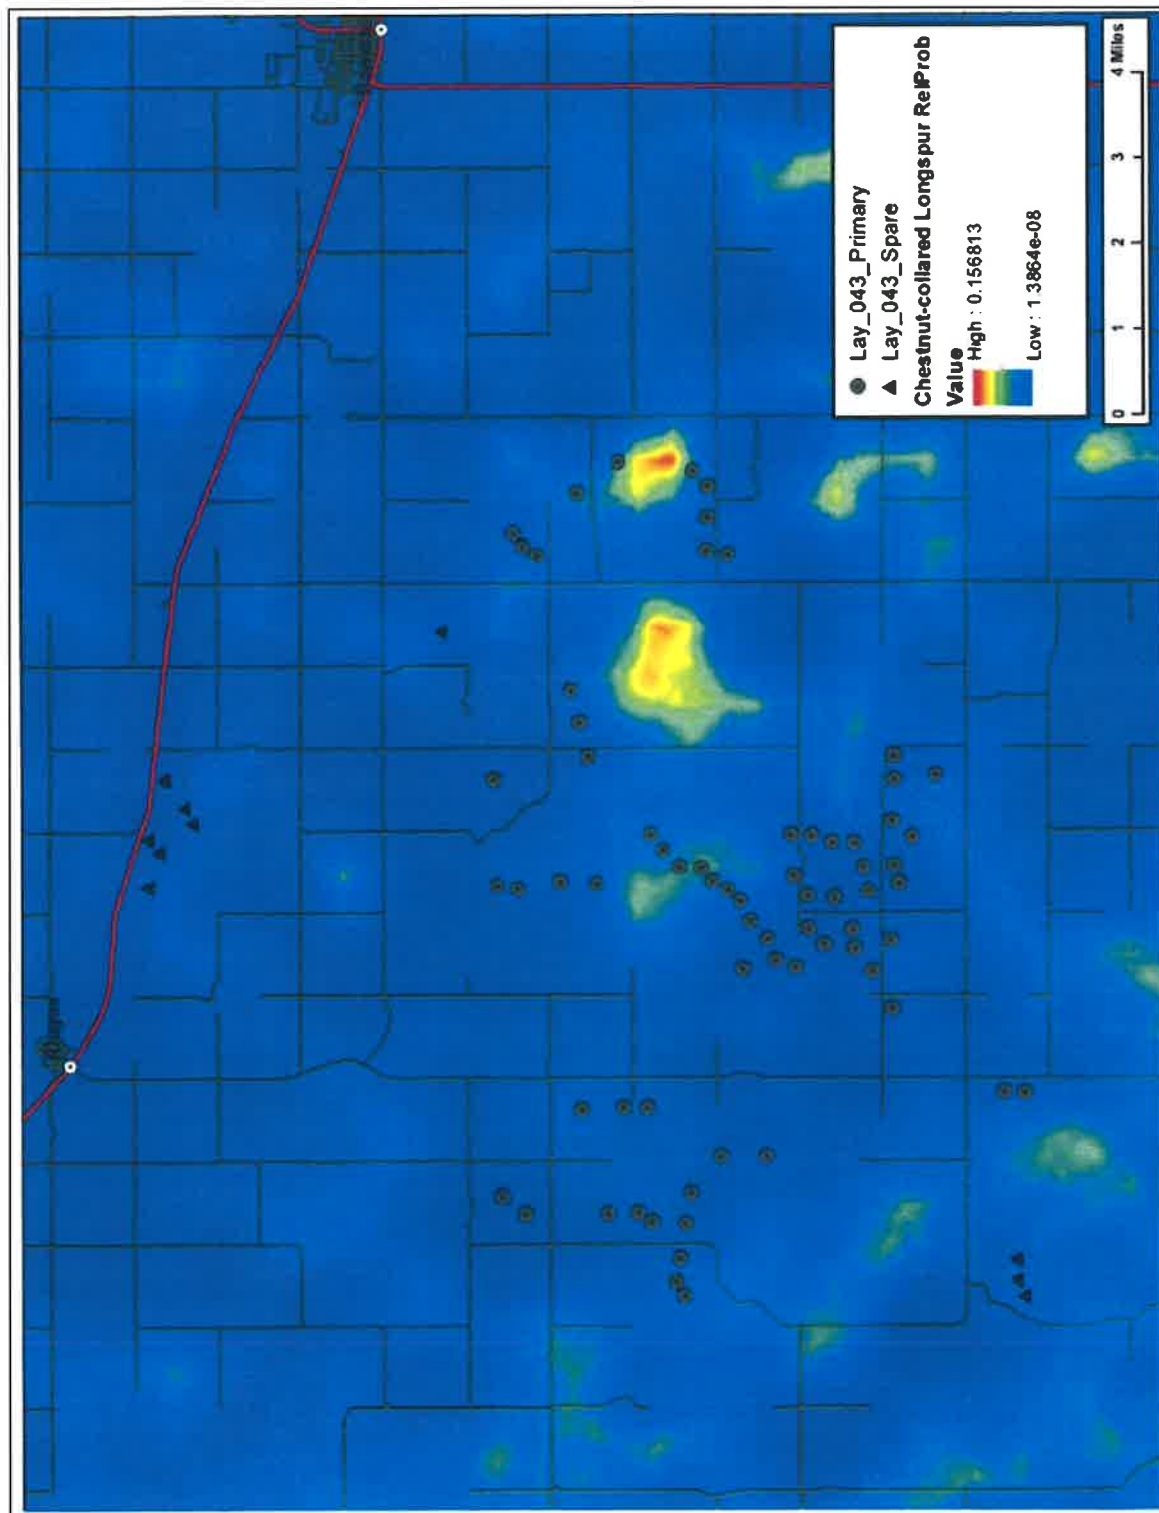 Lay_043_Primary
Lay_043_Spare
Chestnut-collared Longspur RelProb
Value
High : 0.156813
Low : 1.3864e-08
0 1 2 3 4 Miles